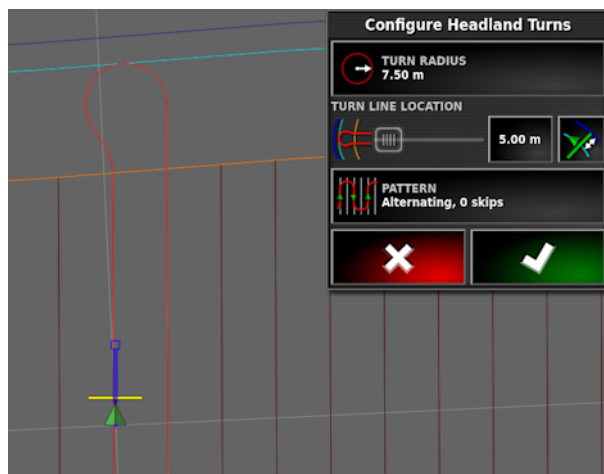 Configure Headland Turns
TURN RADIUS
7.50 m
TURN LINE LOCATION
5.00 m
PATTERN
Alternating, 0 skips